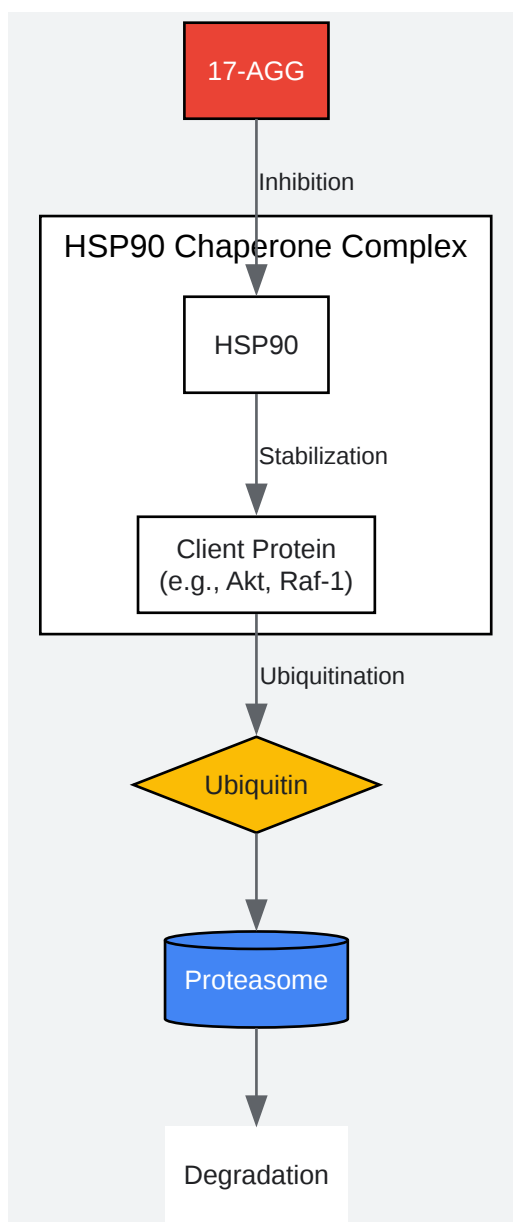 17-AGG
Inhibition
HSP90 Chaperone Complex
HSP90
Stabilization
Client Protein
(e.g., Akt, Raf-1)
Ubiquitination
Ubiquitin
Proteasome
Degradation